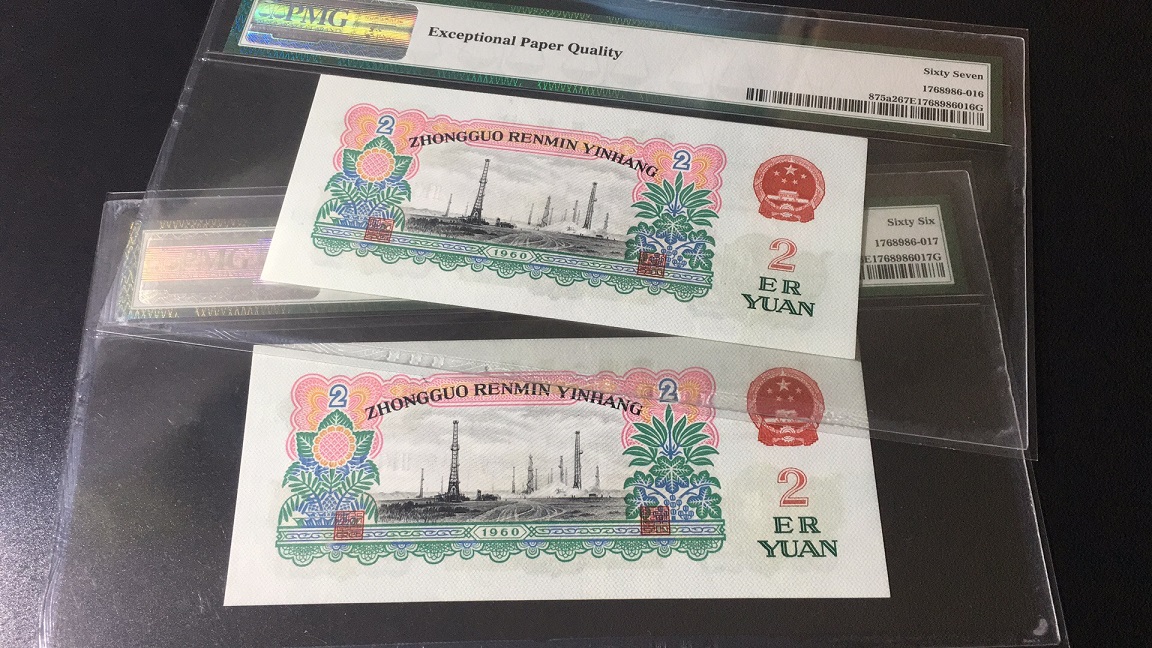 PMG
Exceptional Paper Quality
Sixty Seven
1768986-016
875a267E1768986016G
2
ZHONGGUO RENMIN YINHANG
2
1960
2
ER
YUAN
PMG
Sixty Six
1768986-017
E1768986017G
2
ZHONGGUO RENMIN YINHANG
2
1960
2
ER
YUAN